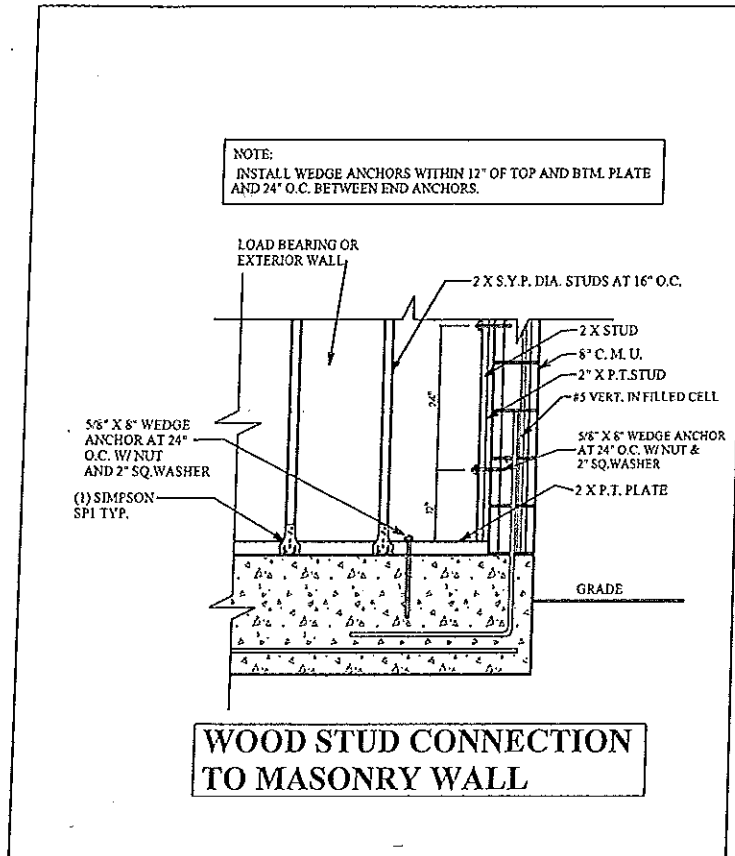 NOTE:
INSTALL WEDGE ANCHORS WITHIN 12" OF TOP AND BTM. PLATE
AND 24" O.C. BETWEEN END ANCHORS.
LOAD BEARING OR
EXTERIOR WALL
2 X S.Y.P. DIA. STUDS AT 16" O.C.
2 X STUD
8" C. M. U.
2" X P.T.STUD
#5 VERT. IN FILLED CELL
24"
5/8" X 8" WEDGE
ANCHOR AT 24"
O.C. W/ NUT
AND 2" SQ.WASHER
5/8" X 8" WEDGE ANCHOR
AT 24" O.C. W/ NUT &
2" SQ.WASHER
(1) SIMPSON
SP1 TYP.
12"
2 X P.T. PLATE
GRADE
WOOD STUD CONNECTION
TO MASONRY WALL